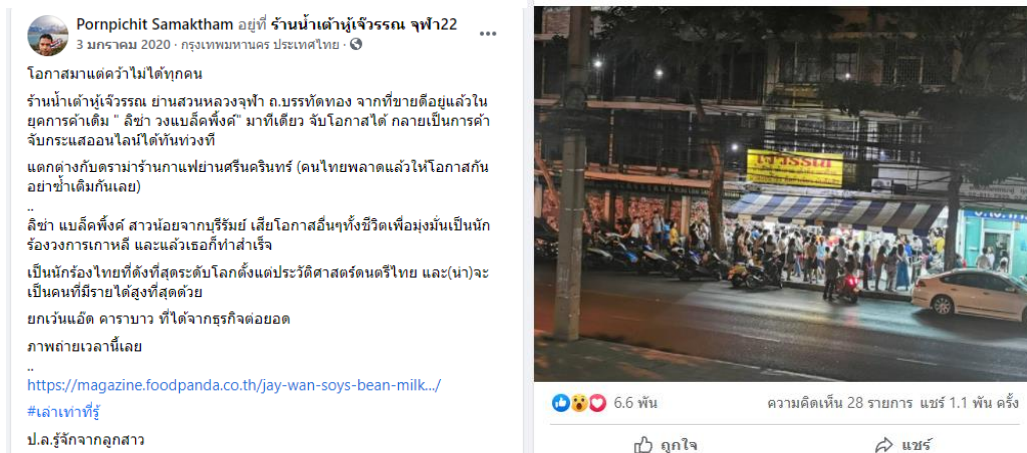 Pornpichit Samaktham อยู่ที่ ร้านน้ำเต้าหู้เจ๊วรรณ จุฬา22
3 มกราคม 2020 · กรุงเทพมหานคร ประเทศไทย ·
โอกาสมาแต่คว้าไม่ได้ทุกคน
ร้านน้ำเต้าหู้เจ๊วรรณ ย่านสวนหลวงจุฬา ถ.บรรทัดทอง จากที่ขายดีอยู่แล้วใน
ยุคการค้าเดิม " ลิซ่า วงแบล็คพิ้งค์" มาทีเดียว จับโอกาสได้ กลายเป็นการค้า
จับกระแสออนไลน์ได้ทันท่วงที
แตกต่างกับดราม่าร้านกาแฟย่านศรีนครินทร์ (คนไทยพลาดแล้วให้โอกาสกัน
อย่าซ้ำเติมกันเลย)
..
ลิซ่า แบล็คพิ้งค์ สาวน้อยจากบุรีรัมย์ เสียโอกาสอื่นๆทั้งชีวิตเพื่อมุ่งมั่นเป็นนัก
ร้องวงการเกาหลี และแล้วเธอก็ทำสำเร็จ
เป็นนักร้องไทยที่ดังที่สุดระดับโลกตั้งแต่ประวัติศาสตร์ดนตรีไทย และ(น่า)จะ
เป็นคนที่มีรายได้สูงที่สุดด้วย
ยกเว้นแอ๊ด คาราบาว ที่ได้จากธุรกิจต่อยอด
ภาพถ่ายเวลานี้เลย
..
https://magazine.foodpanda.co.th/jay-wan-soys-bean-milk.../
#เล่าเท่าที่รู้
ป.ล.รู้จักจากลูกสาว
เจ๊วรรณ
6.6 พัน
ความคิดเห็น 28 รายการ แชร์ 1.1 พัน ครั้ง
ถูกใจ
แชร์